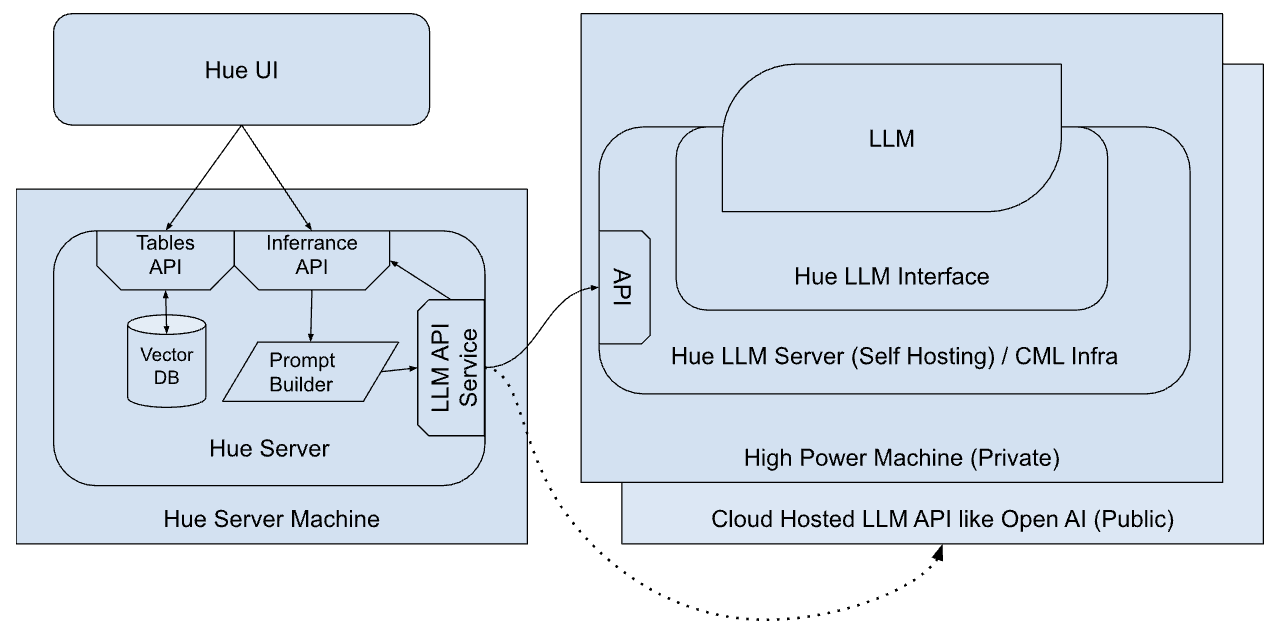 Hue UI
Tables
API
Inferrance
API
Vector
DB
Prompt
Builder
LLM API
Service
Hue Server
Hue Server Machine
LLM
API
Hue LLM Interface
Hue LLM Server (Self Hosting) / CML Infra
High Power Machine (Private)
Cloud Hosted LLM API like Open AI (Public)